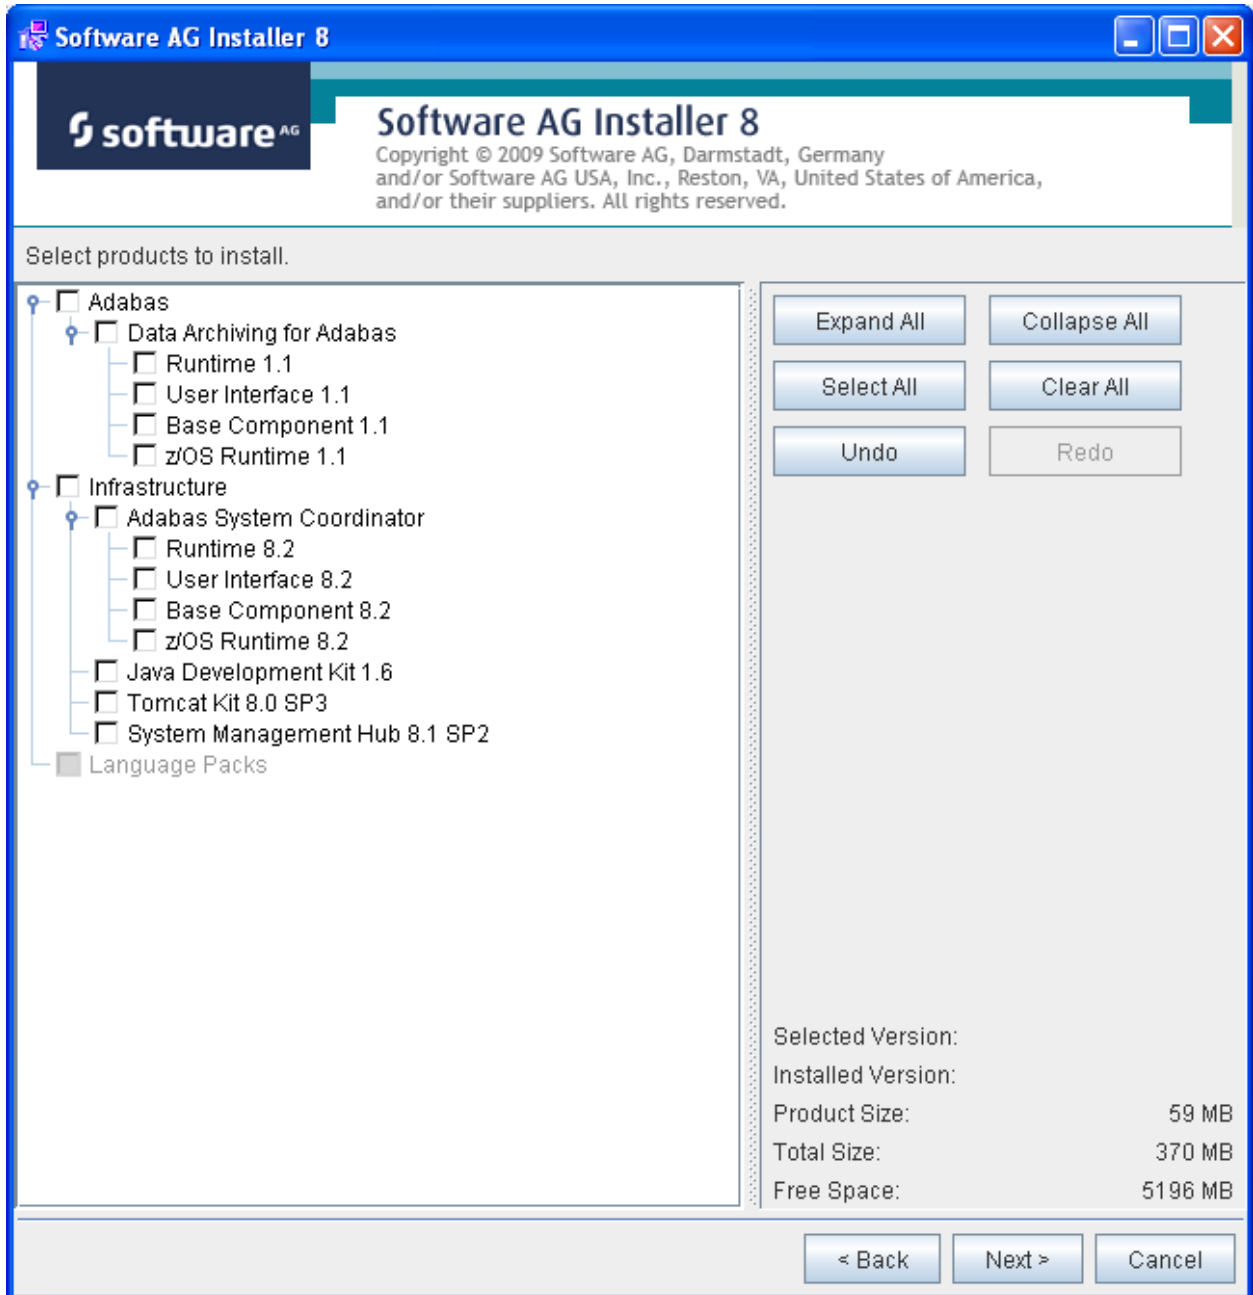 Software AG Installer 8
software AG
Software AG Installer 8
Copyright © 2009 Software AG, Darmstadt, Germany
and/or Software AG USA, Inc., Reston, VA, United States of America,
and/or their suppliers. All rights reserved.
Select products to install.
Adabas
Data Archiving for Adabas
Runtime 1.1
User Interface 1.1
Base Component 1.1
z/OS Runtime 1.1
Infrastructure
Adabas System Coordinator
Runtime 8.2
User Interface 8.2
Base Component 8.2
z/OS Runtime 8.2
Java Development Kit 1.6
Tomcat Kit 8.0 SP3
System Management Hub 8.1 SP2
Language Packs
Expand All Collapse All
Select All Clear All
Undo Redo
Selected Version:
Installed Version:
Product Size: 59 MB
Total Size: 370 MB
Free Space: 5196 MB
< Back Next > Cancel